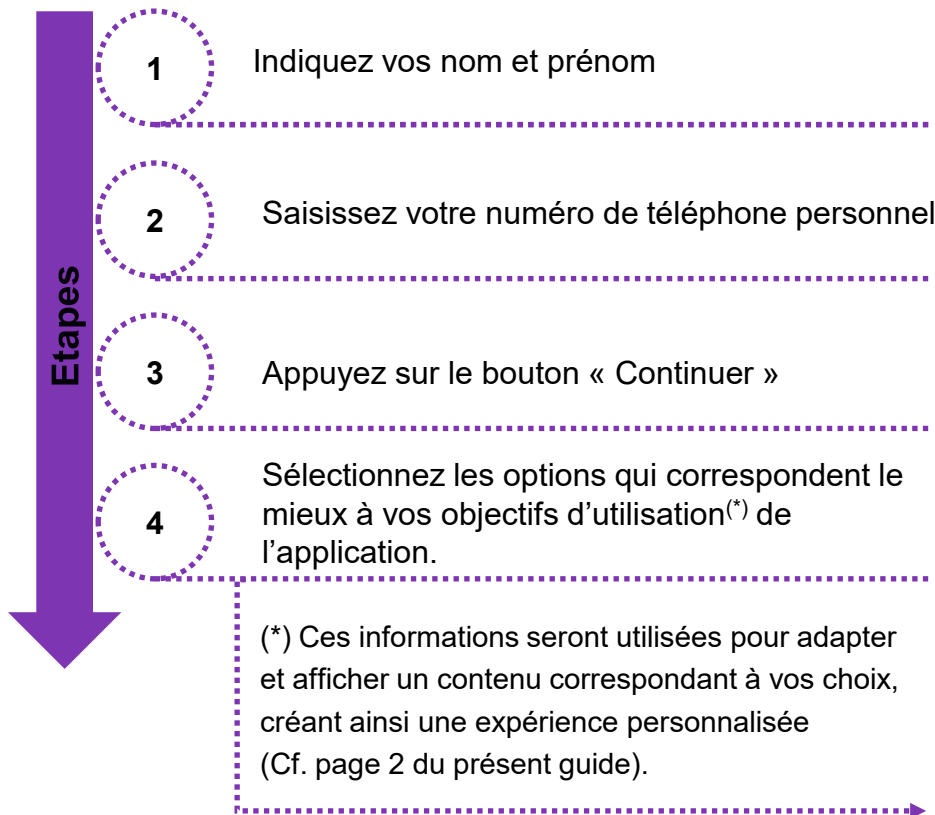 Etapes
1
Indiquez vos nom et prénom
2
Saisissez votre numéro de téléphone personnel
3
Appuyez sur le bouton « Continuer »
4
Sélectionnez les options qui correspondent le
mieux à vos objectifs d’utilisation(*) de
l’application.
(*) Ces informations seront utilisées pour adapter
et afficher un contenu correspondant à vos choix,
créant ainsi une expérience personnalisée
(Cf. page 2 du présent guide).